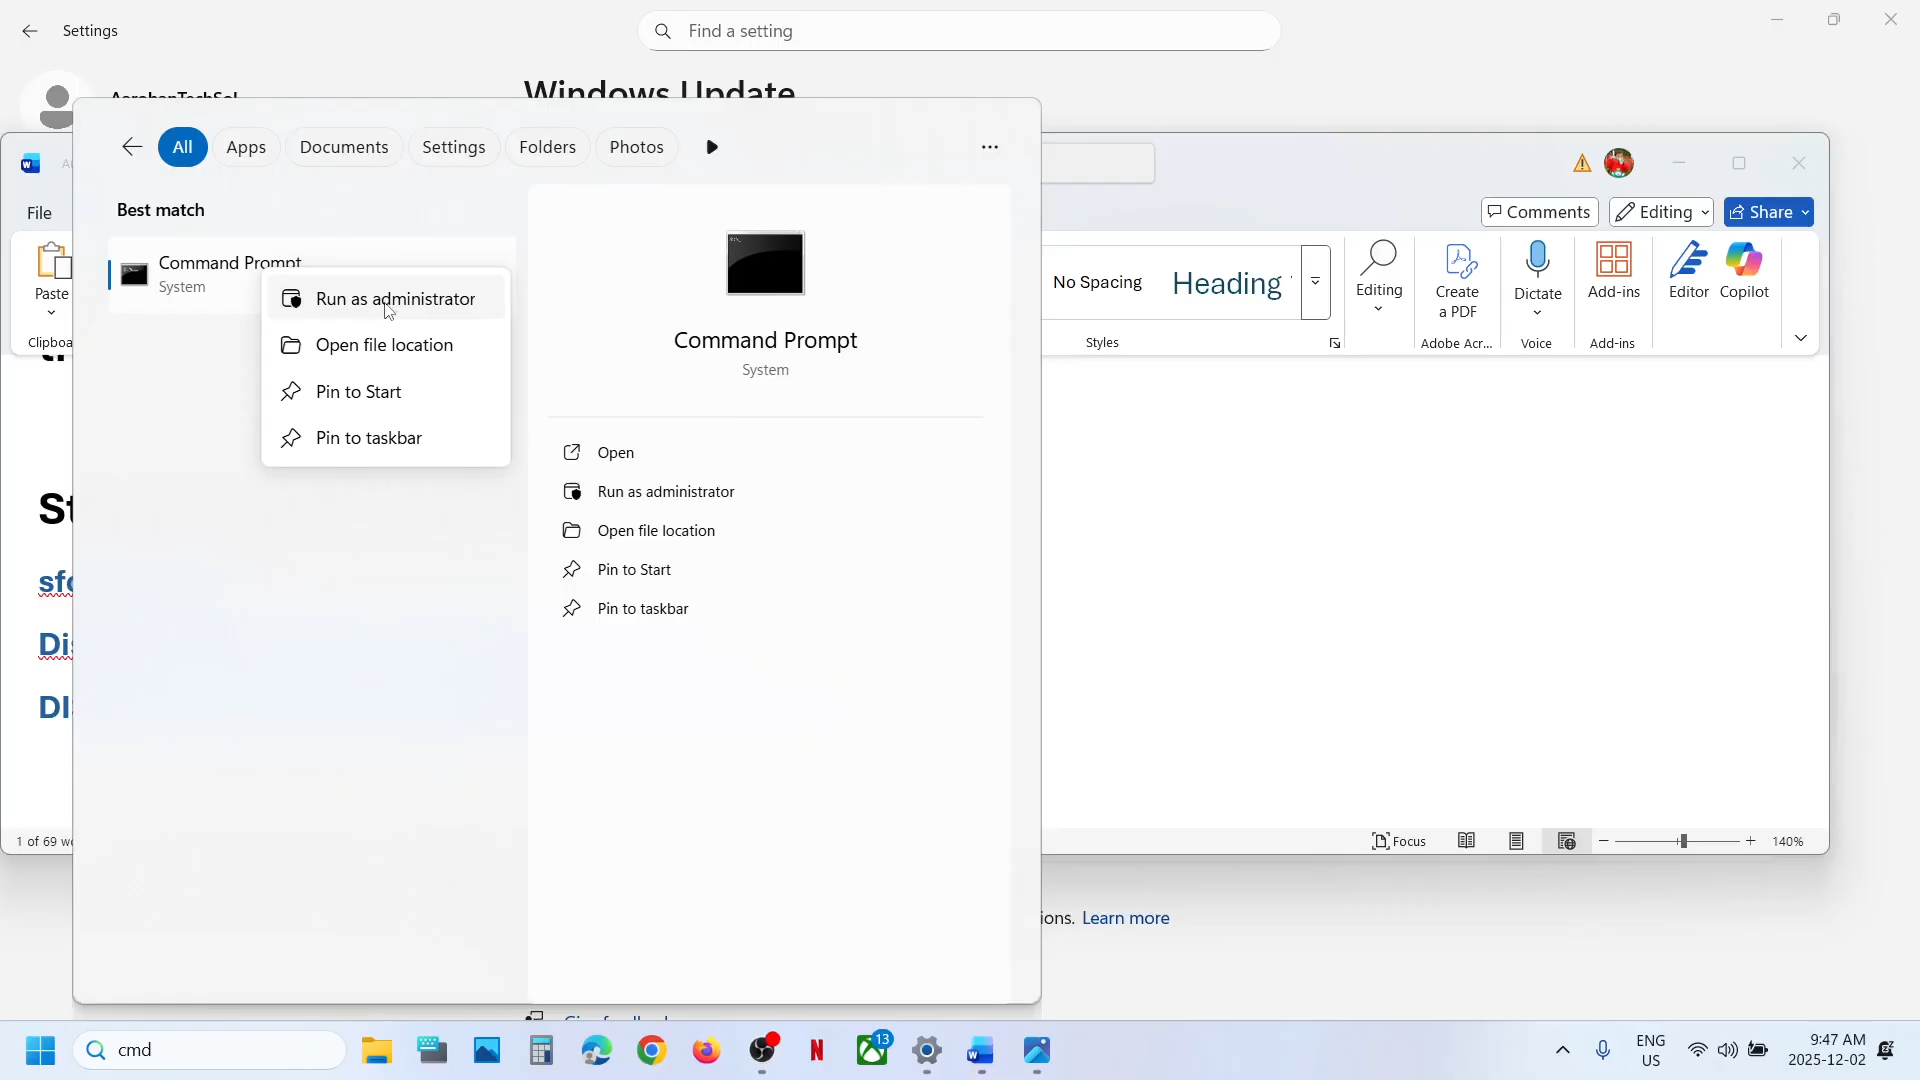 Settings
Find a setting
Windows Update
All
Apps
Documents
Settings
Folders
Photos
Best match
Command Prompt
System
Run as administrator
Open file location
Pin to Start
Pin to taskbar
Command Prompt
System
Open
Run as administrator
Open file location
Pin to Start
Pin to taskbar
File
Paste
Comments
Editing
Share
No Spacing
Heading
Styles
Editing
Create
a PDF
Adobe Acr...
Dictate
Voice
Add-ins
Add-ins
Editor
Copilot
1 of 69
Focus
140%
Learn more
cmd
13
ENG
US
9:47 AM
2025-12-02